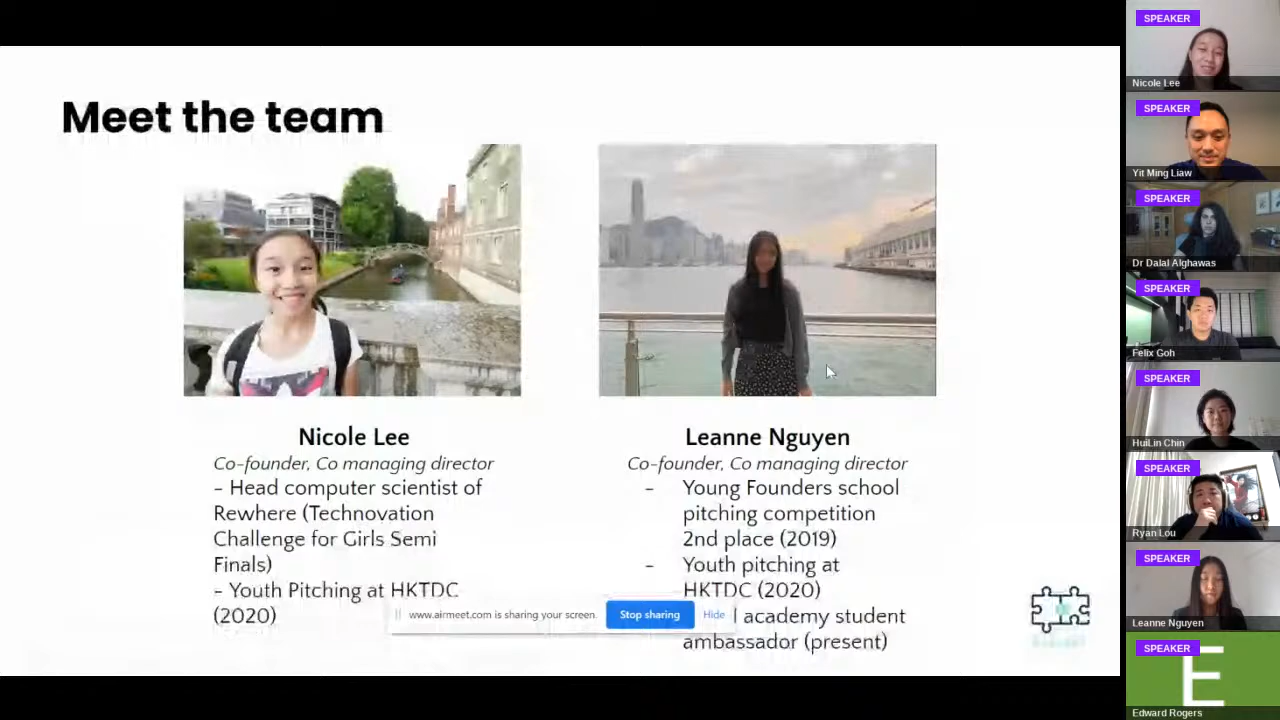 Meet the team
Nicole Lee
Co-founder, Co managing director
- Head computer scientist of
Rewhere (Technovation
Challenge for Girls Semi
Finals)
- Youth Pitching at HKTDC
(2020)
Leanne Nguyen
Co-founder, Co managing director
- Young Founders school
pitching competition
2nd place (2019)
- Youth pitching at
HKTDC (2020)
academy student
ambassador (present)
www.airmeet.com is sharing your screen.
Stop sharing
Hide
SPEAKER
Nicole Lee
SPEAKER
Yit Ming Liaw
SPEAKER
Dr Dalal Alghawas
SPEAKER
Felix Goh
SPEAKER
HuiLin Chin
SPEAKER
Ryan Lou
SPEAKER
Leanne Nguyen
SPEAKER
E
Edward Rogers